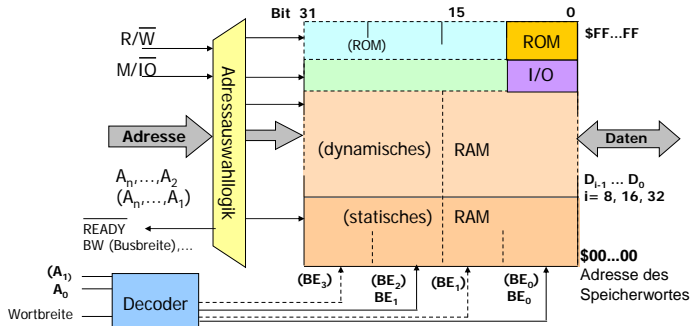 Bit 31 15 0
R/W̅
(ROM) ROM $FF...FF
M/I̅O̅
I/O
Adressauswahllogik
Adresse
(dynamisches) RAM
Daten
Aₙ,...,A₂
(Aₙ,...,A₁)
Dᵢ₋₁ ... D₀
i= 8, 16, 32
(statisches) RAM
R̅E̅A̅D̅Y̅
BW (Busbreite),...
$00...00
Adresse des
Speicherwortes
(A₁)
A₀
Wortbreite
Decoder
(BE₃) (BE₂) (BE₁) (BE₀)
BE₁ BE₀